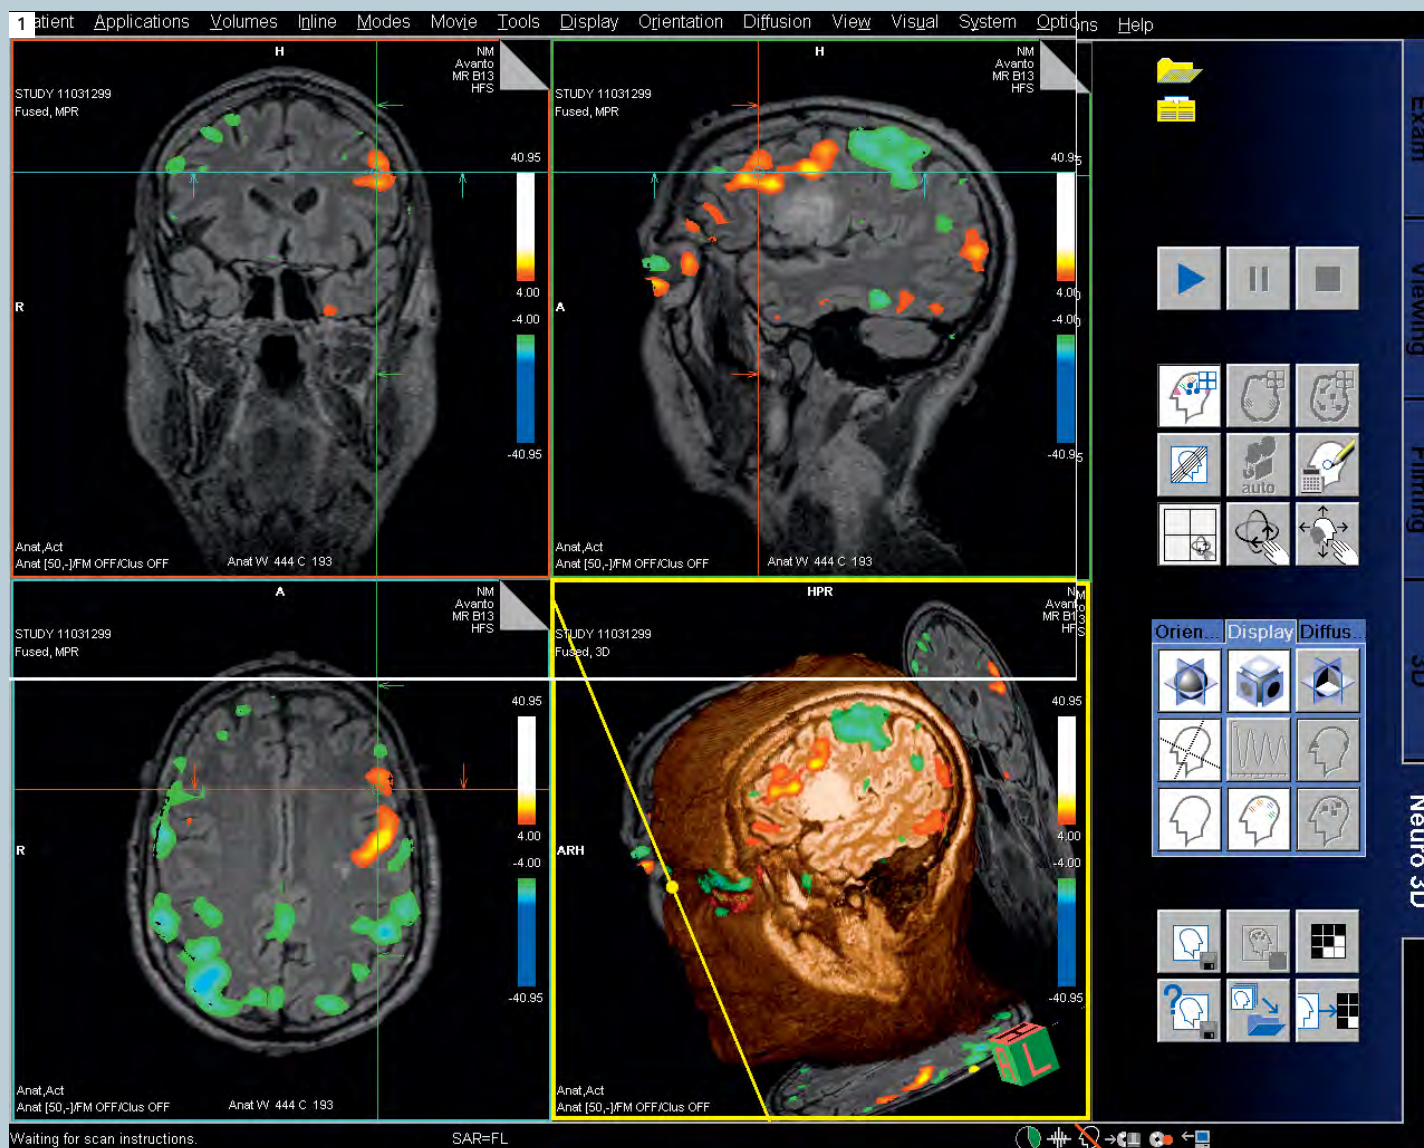 1
atient Applications Volumes Inline Modes Movie Tools Display Orientation Diffusion View Visual System Options Help
H
NM
Avanto
MR B13
HFS
STUDY 11031299
Fused, MPR
40.95
4.00
-4.00
-40.95
R
Anat,Act
Anat [50,-]/FM OFF/Clus OFF
Anat W 444 C 193
H
NM
Avanto
MR B13
HFS
STUDY 11031299
Fused, MPR
40.95
4.00
-4.00
-40.95
A
Anat,Act
Anat [50,-]/FM OFF/Clus OFF
Anat W 444 C 193
A
NM
Avanto
MR B13
HFS
STUDY 11031299
Fused, MPR
40.95
4.00
-4.00
-40.95
R
Anat,Act
Anat [50,-]/FM OFF/Clus OFF
Anat W 444 C 193
HPR
NM
Avanto
MR B13
HFS
STUDY 11031299
Fused, 3D
40.95
4.00
-4.00
-40.95
ARH
H
L
Anat,Act
Anat [50,-]/FM OFF/Clus OFF
auto
Orien... Display Diffus...
?
Exam
Viewing
Filming
3D
Neuro 3D
Waiting for scan instructions.
SAR=FL